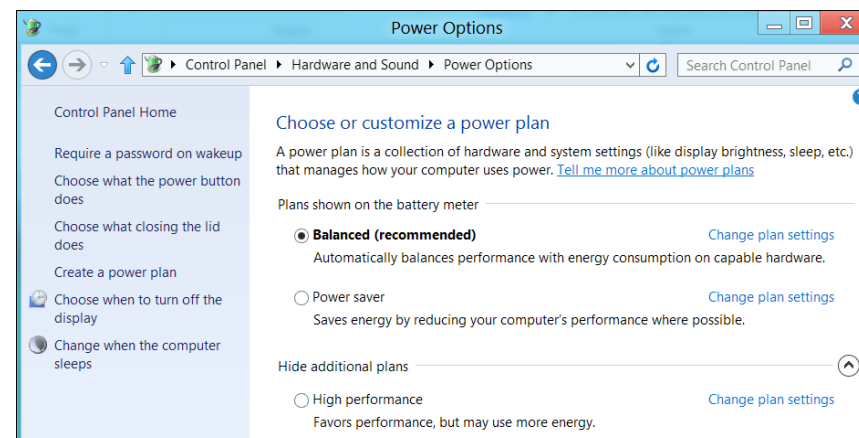 Power Options
Control Panel Hardware and Sound Power Options
Search Control Panel
Control Panel Home
Require a password on wakeup
Choose what the power button
does
Choose what closing the lid
does
Create a power plan
Choose when to turn off the
display
Change when the computer
sleeps
Choose or customize a power plan
A power plan is a collection of hardware and system settings (like display brightness, sleep, etc.)
that manages how your computer uses power. Tell me more about power plans
Plans shown on the battery meter
Balanced (recommended) Change plan settings
Automatically balances performance with energy consumption on capable hardware.
Power saver Change plan settings
Saves energy by reducing your computer's performance where possible.
Hide additional plans
High performance Change plan settings
Favors performance, but may use more energy.